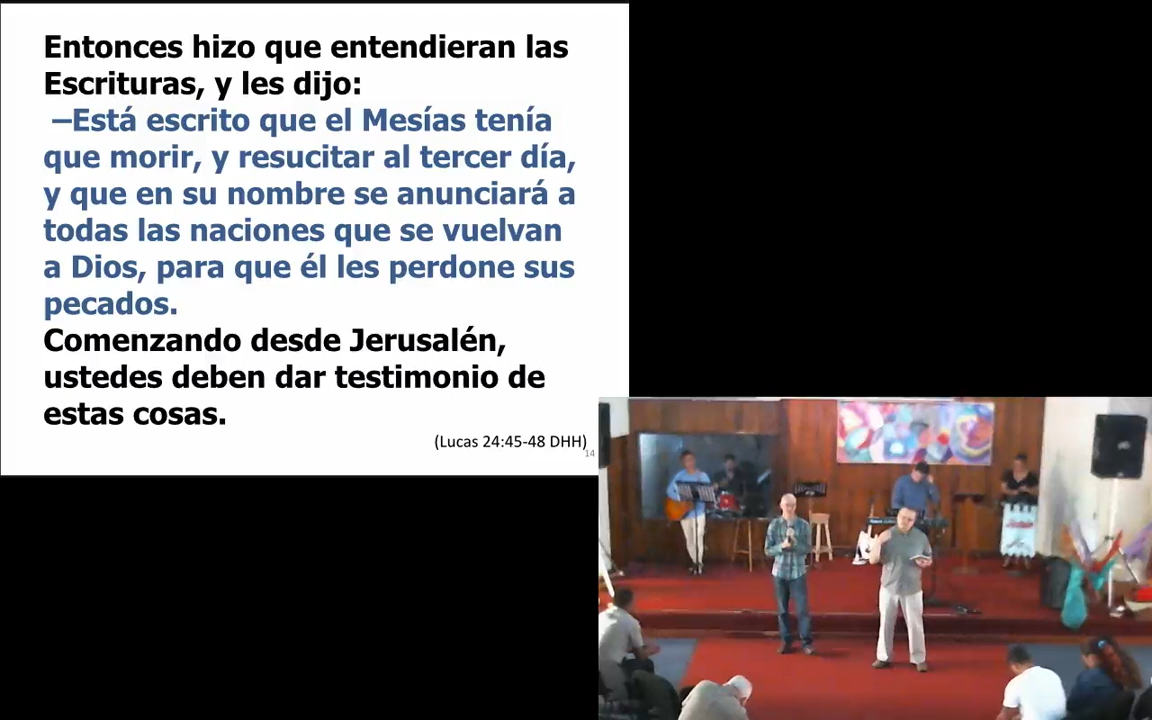 Entonces hizo que entendieran las
Escrituras, y les dijo:
–Está escrito que el Mesías tenía
que morir, y resucitar al tercer día,
y que en su nombre se anunciará a
todas las naciones que se vuelvan
a Dios, para que él les perdone sus
pecados.
Comenzando desde Jerusalén,
ustedes deben dar testimonio de
estas cosas.
(Lucas 24:45-48 DHH)
14